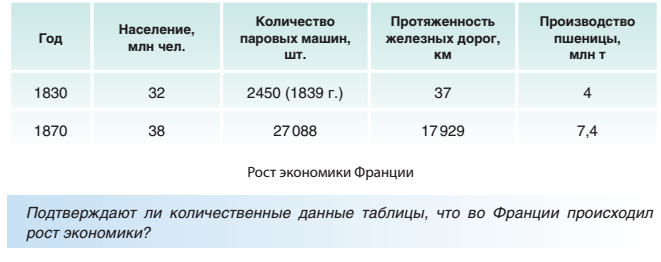 Год
Население,
млн чел.
Количество
паровых машин,
шт.
Протяженность
железных дорог,
км
Производство
пшеницы,
млн т
1830 32 2450 (1839 г.) 37 4
1870 38 27 088 17 929 7,4
Рост экономики Франции
Подтверждают ли количественные данные таблицы, что во Франции происходил
рост экономики?